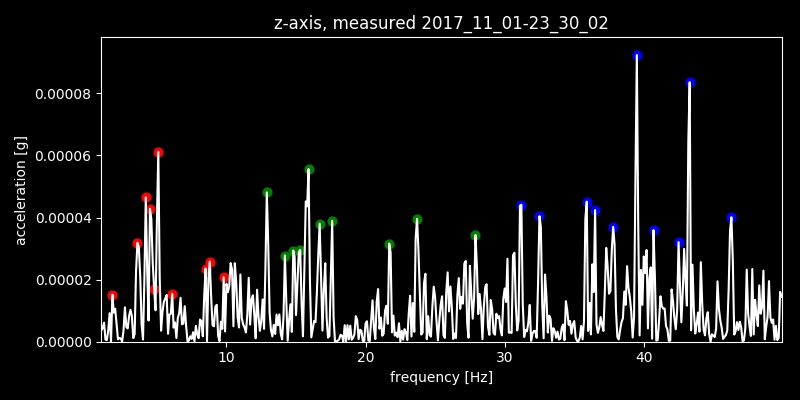 z-axis, measured 2017_11_01-23_30_02
acceleration [g]
0.00008
0.00006
0.00004
0.00002
0.00000
10 20 30 40
frequency [Hz]